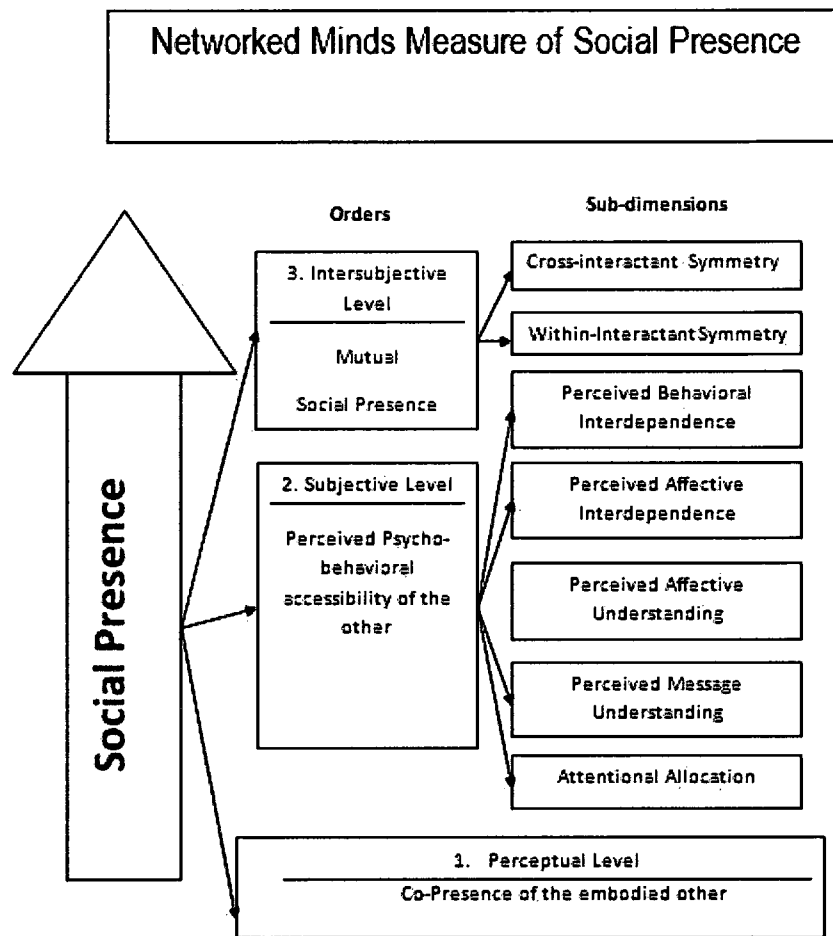 Networked Minds Measure of Social Presence
Orders
Sub-dimensions
Social Presence
3. Intersubjective
Level
Mutual
Social Presence
Cross-interactant Symmetry
Within-Interactant Symmetry
2. Subjective Level
Perceived Psycho-
behavioral
accessibility of the
other
Perceived Behavioral
Interdependence
Perceived Affective
Interdependence
Perceived Affective
Understanding
Perceived Message
Understanding
Attentional Allocation
1. Perceptual Level
Co-Presence of the embodied other